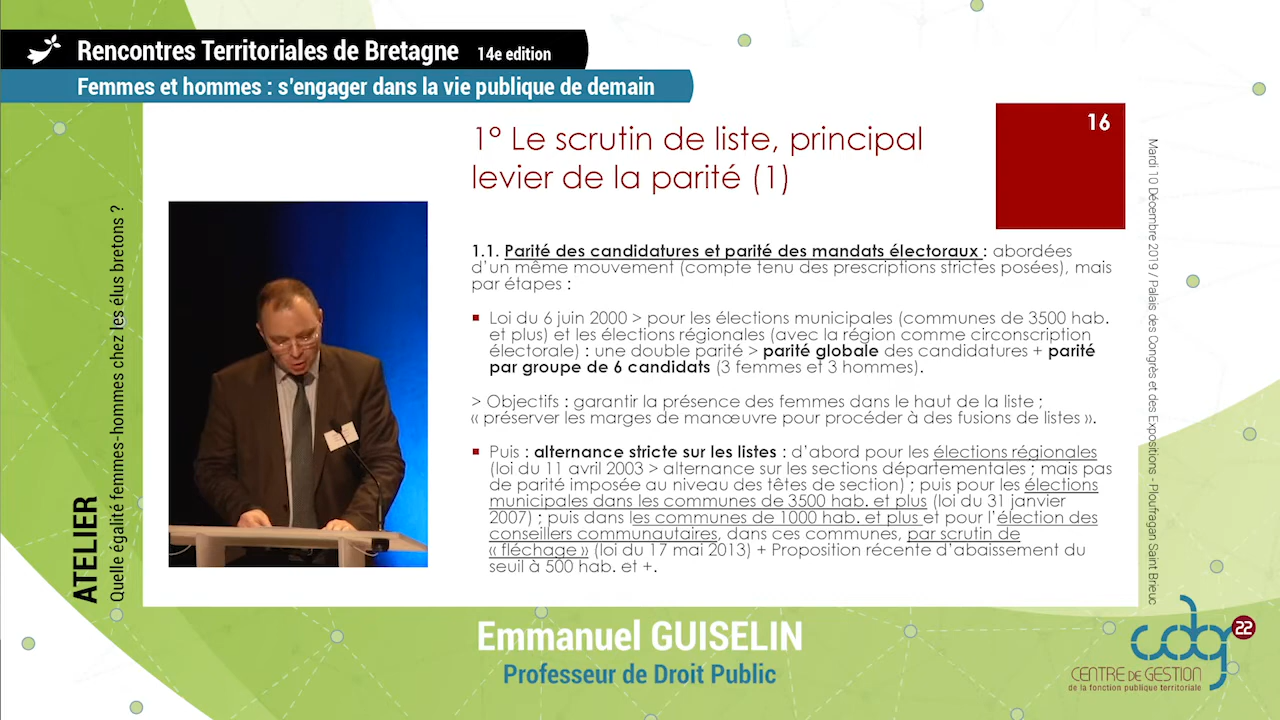 Rencontres Territoriales de Bretagne 14e edition
Femmes et hommes : s'engager dans la vie publique de demain
1° Le scrutin de liste, principal
levier de la parité (1)
16
1.1. Parité des candidatures et parité des mandats électoraux : abordées
d'un même mouvement (compte tenu des prescriptions strictes posées), mais
par étapes :
Loi du 6 juin 2000 > pour les élections municipales (communes de 3500 hab.
et plus) et les élections régionales (avec la région comme circonscription
électorale) : une double parité > parité globale des candidatures + parité
par groupe de 6 candidats (3 femmes et 3 hommes).
> Objectifs : garantir la présence des femmes dans le haut de la liste ;
« préserver les marges de manœuvre pour procéder à des fusions de listes ».
Puis : alternance stricte sur les listes : d'abord pour les élections régionales
(loi du 11 avril 2003 > alternance sur les sections départementales ; mais pas
de parité imposée au niveau des têtes de section) ; puis pour les élections
municipales dans les communes de 3500 hab. et plus (loi du 31 janvier
2007) ; puis dans les communes de 1000 hab. et plus et pour l'élection des
conseillers communautaires, dans ces communes, par scrutin de
« fléchage » (loi du 17 mai 2013) + Proposition récente d'abaissement du
seuil à 500 hab. et +.
ATELIER
Quelle égalité femmes-hommes chez les élus bretons ?
Mardi 10 Décembre 2019 / Palais des Congrès et des Expositions - Ploufragan Saint Brieuc
Emmanuel GUISELIN
Professeur de Droit Public
cdg 22
CENTRE DE GESTION
de la fonction publique territoriale